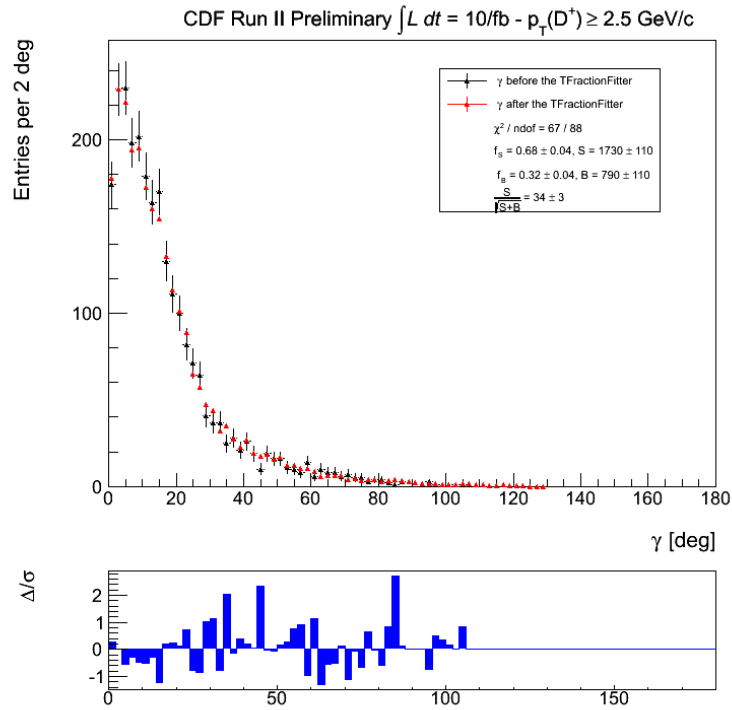 CDF Run II Preliminary ∫L dt = 10/fb - p_T(D⁺) ≥ 2.5 GeV/c
Entries per 2 deg
γ before the TFractionFitter
γ after the TFractionFitter
χ² / ndof = 67 / 88
f_S = 0.68 ± 0.04, S = 1730 ± 110
f_B = 0.32 ± 0.04, B = 790 ± 110
S/√S+B = 34 ± 3
200
100
0
0 20 40 60 80 100 120 140 160 180
γ [deg]
Δ/σ
2
1
0
-1
0 50 100 150